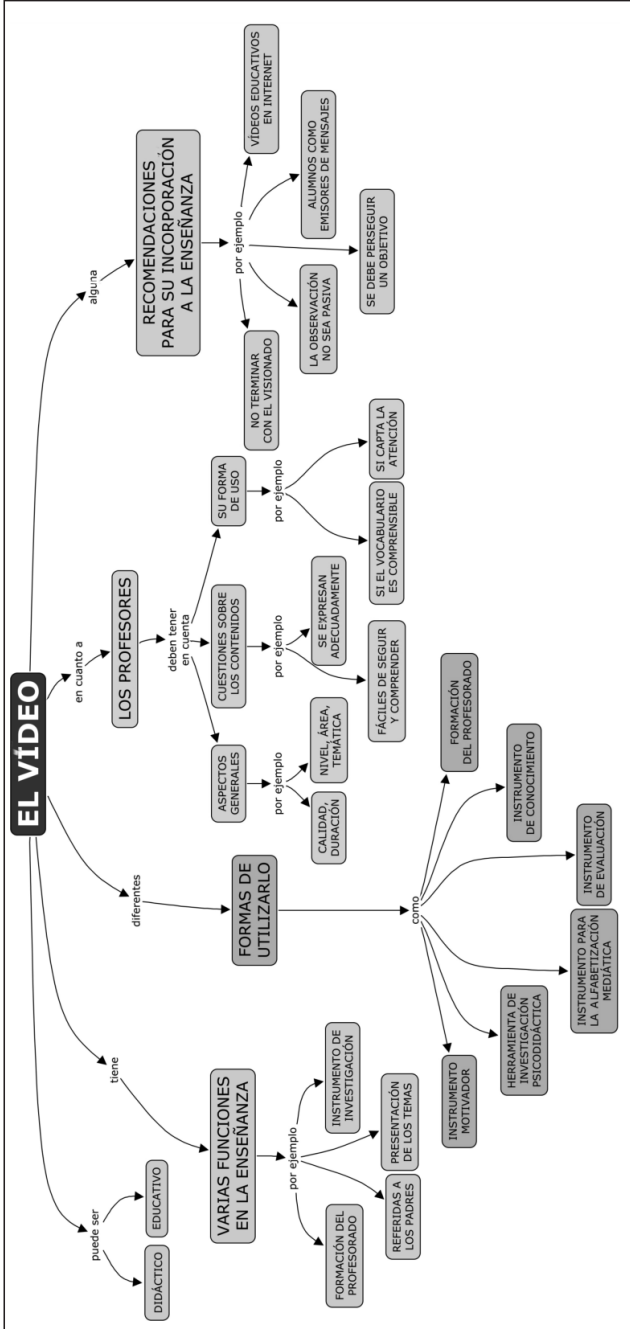 EL VÍDEO
puede ser
DIDÁCTICO
EDUCATIVO
tiene
VARIAS FUNCIONES
EN LA ENSEÑANZA
por ejemplo
FORMACIÓN DEL
PROFESORADO
REFERIDAS A
LOS PADRES
PRESENTACIÓN
DE LOS TEMAS
INSTRUMENTO DE
INVESTIGACIÓN
diferentes
FORMAS DE
UTILIZARLO
como
INSTRUMENTO
MOTIVADOR
HERRAMIENTA DE
INVESTIGACIÓN
PSICODIDÁCTICA
INSTRUMENTO PARA
LA ALFABETIZACIÓN
MEDIÁTICA
INSTRUMENTO
DE EVALUACIÓN
INSTRUMENTO
DE CONOCIMIENTO
FORMACIÓN
DEL PROFESORADO
en cuanto a
LOS PROFESORES
deben tener
en cuenta
ASPECTOS
GENERALES
por ejemplo
CALIDAD,
DURACIÓN
NIVEL, ÁREA,
TEMÁTICA
CUESTIONES SOBRE
LOS CONTENIDOS
por ejemplo
FÁCILES DE SEGUIR
Y COMPRENDER
SE EXPRESAN
ADECUADAMENTE
SU FORMA
DE USO
por ejemplo
SI EL VOCABULARIO
ES COMPRENSIBLE
SI CAPTA LA
ATENCIÓN
alguna
RECOMENDACIONES
PARA SU INCORPORACIÓN
A LA ENSEÑANZA
por ejemplo
NO TERMINAR
CON EL VISIONADO
LA OBSERVACIÓN
NO SEA PASIVA
SE DEBE PERSEGUIR
UN OBJETIVO
ALUMNOS COMO
EMISORES DE MENSAJES
VÍDEOS EDUCATIVOS
EN INTERNET